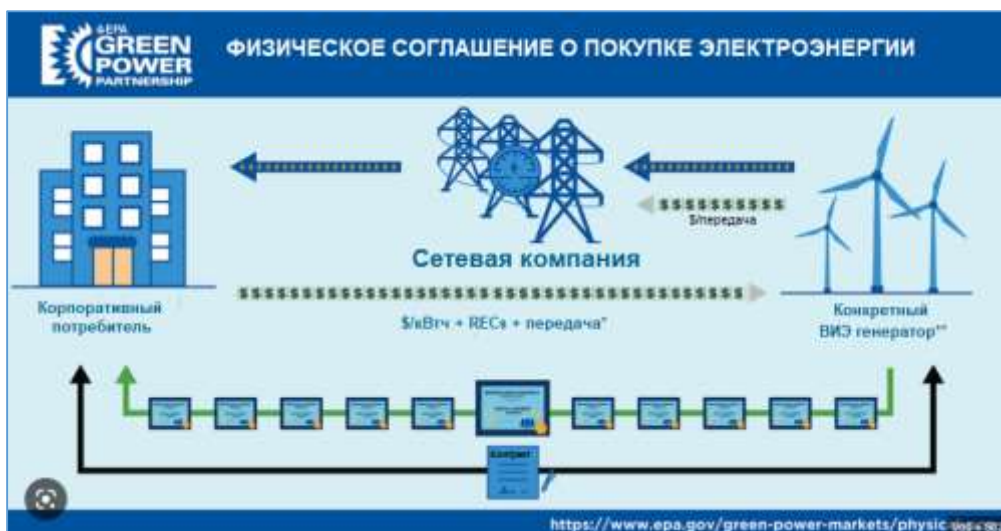 EPA
GREEN
POWER
PARTNERSHIP
ФИЗИЧЕСКОЕ СОГЛАШЕНИЕ О ПОКУПКЕ ЭЛЕКТРОЭНЕРГИИ
$$$$$$$$$$
$/передача
Сетевая компания
Корпоративный
потребитель
$/кВтч + RECs + передача*
Конкретный
ВИЭ генератор**
Контракт
https://www.epa.gov/green-power-markets/physic